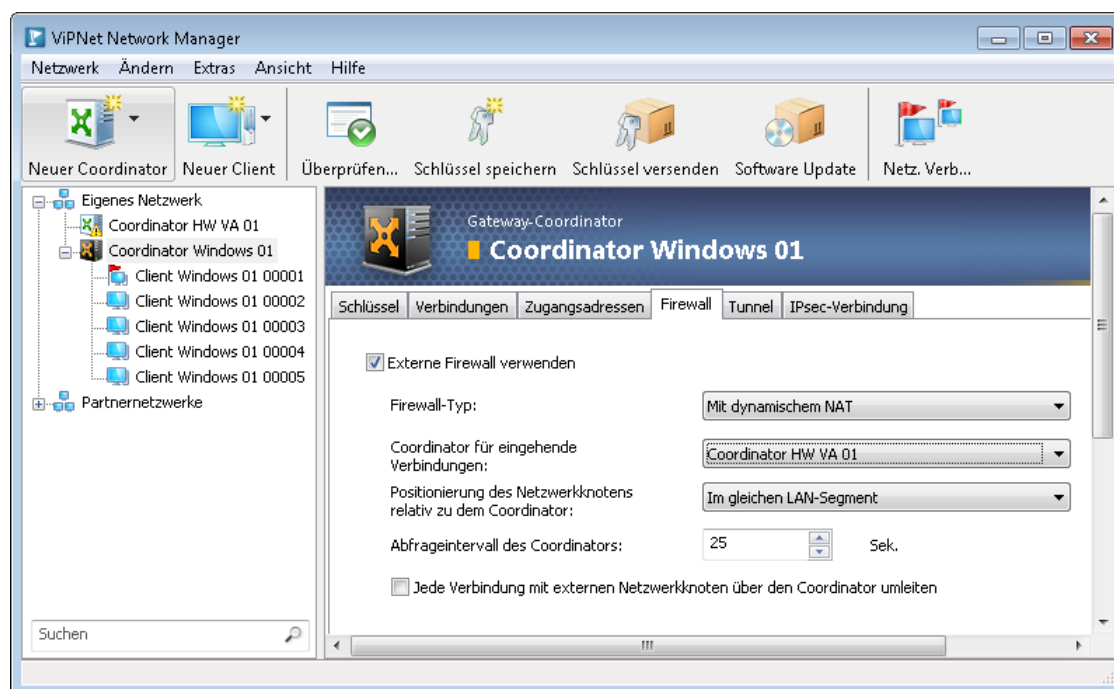 ViPNet Network Manager
Netzwerk Ändern Extras Ansicht Hilfe
Neuer Coordinator Neuer Client Überprüfen... Schlüssel speichern Schlüssel versenden Software Update Netz. Verb...
Eigenes Netzwerk
Coordinator HW VA 01
Coordinator Windows 01
Client Windows 01 00001
Client Windows 01 00002
Client Windows 01 00003
Client Windows 01 00004
Client Windows 01 00005
Partnernetzwerke
Suchen
Gateway-Coordinator
Coordinator Windows 01
Schlüssel Verbindungen Zugangsadressen Firewall Tunnel IPsec-Verbindung
Externe Firewall verwenden
Firewall-Typ: Mit dynamischem NAT
Coordinator für eingehende
Verbindungen: Coordinator HW VA 01
Positionierung des Netzwerkknotens
relativ zu dem Coordinator: Im gleichen LAN-Segment
Abfrageintervall des Coordinators: 25 Sek.
Jede Verbindung mit externen Netzwerkknoten über den Coordinator umleiten